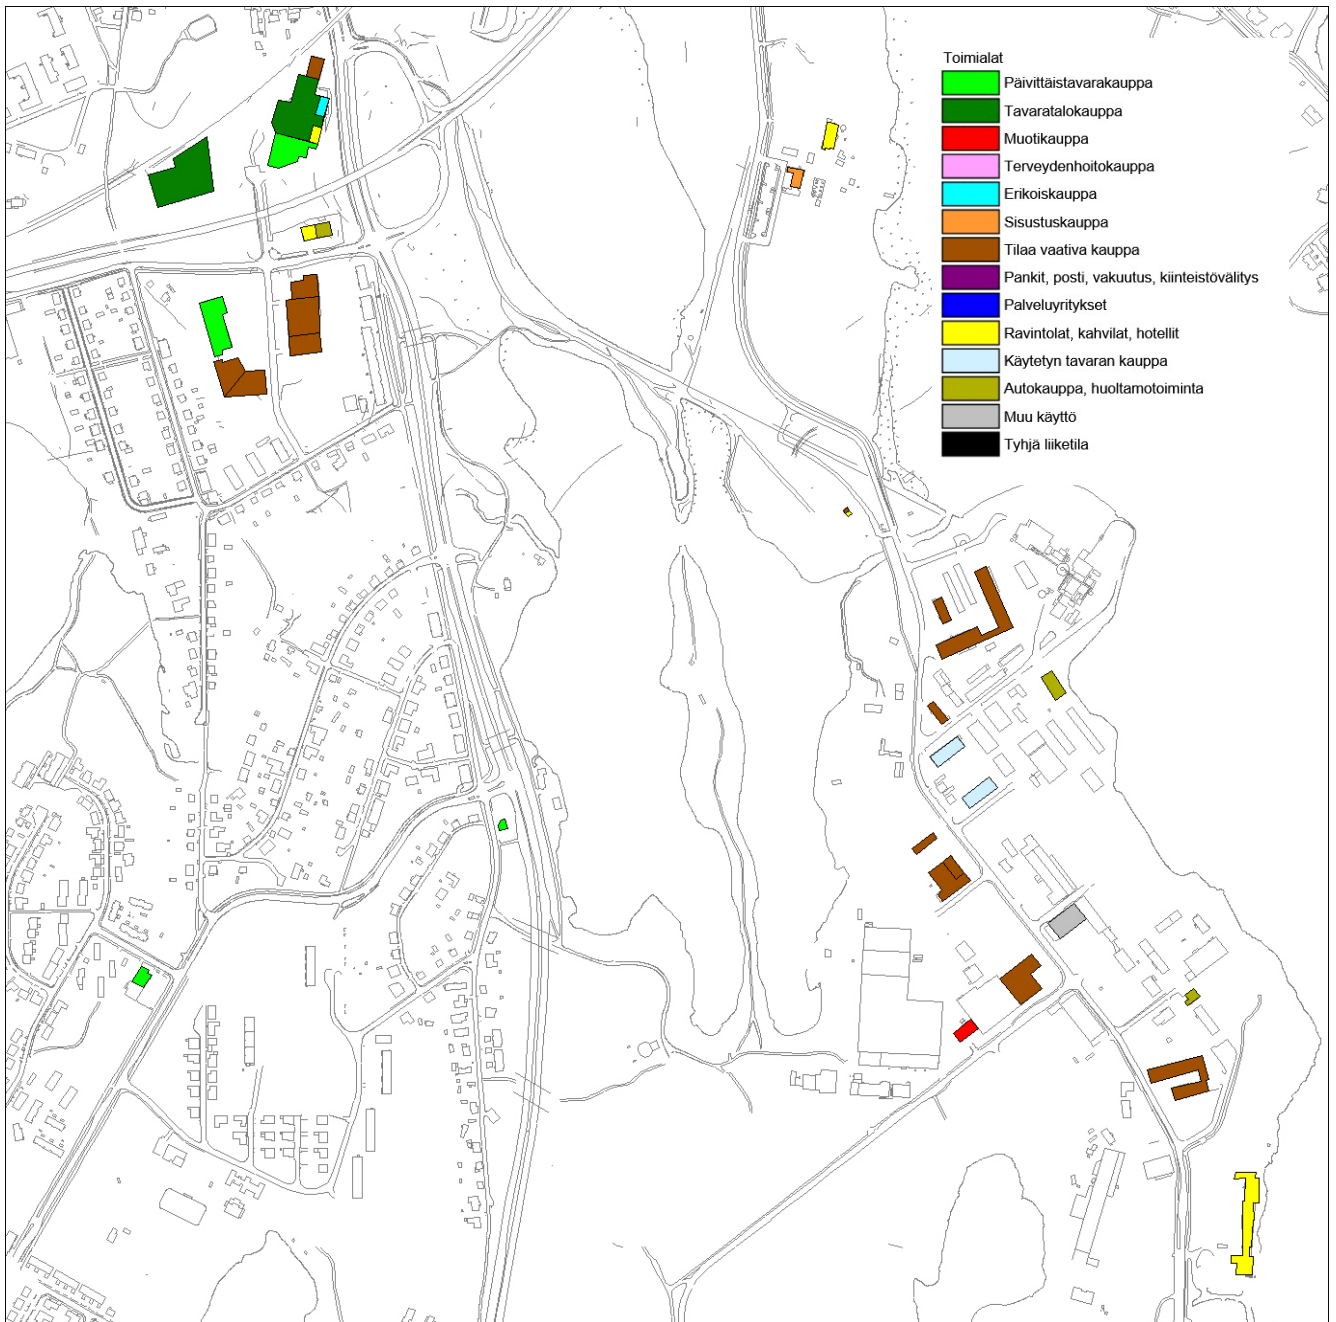 Toimialat
Päivittäistavarakauppa
Tavaratalokauppa
Muotikauppa
Terveydenhoitokauppa
Erikoiskauppa
Sisustuskauppa
Tilaa vaativa kauppa
Pankit, posti, vakuutus, kiinteistövälitys
Palveluyritykset
Ravintolat, kahvilat, hotellit
Käytetyn tavaran kauppa
Autokauppa, huoltamotoiminta
Muu käyttö
Tyhjä liiketila